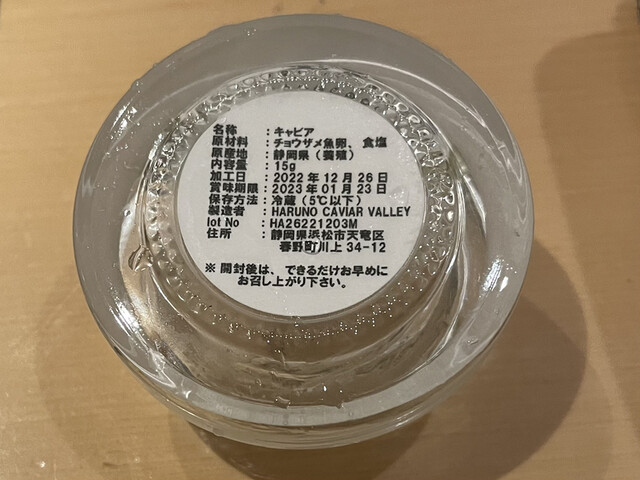 名称 : キャビア
原材料 : チョウザメ魚卵、食塩
原産地 : 静岡県（養殖）
内容量 : 15g
加工日 : 2022 年 12 月 26 日
賞味期限 : 2023 年 01 月 23 日
保存方法 : 冷蔵（5℃以下）
製造者 : HARUNO CAVIAR VALLEY
lot No : HA26221203M
住所 : 静岡県浜松市天竜区
春野町川上 34-12
※ 開封後は、できるだけお早めに
お召し上がり下さい。